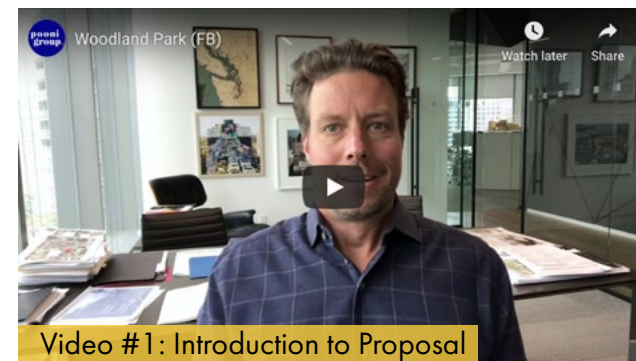 pooni
group
Woodland Park (FB)
Watch later
Share
Video #1: Introduction to Proposal